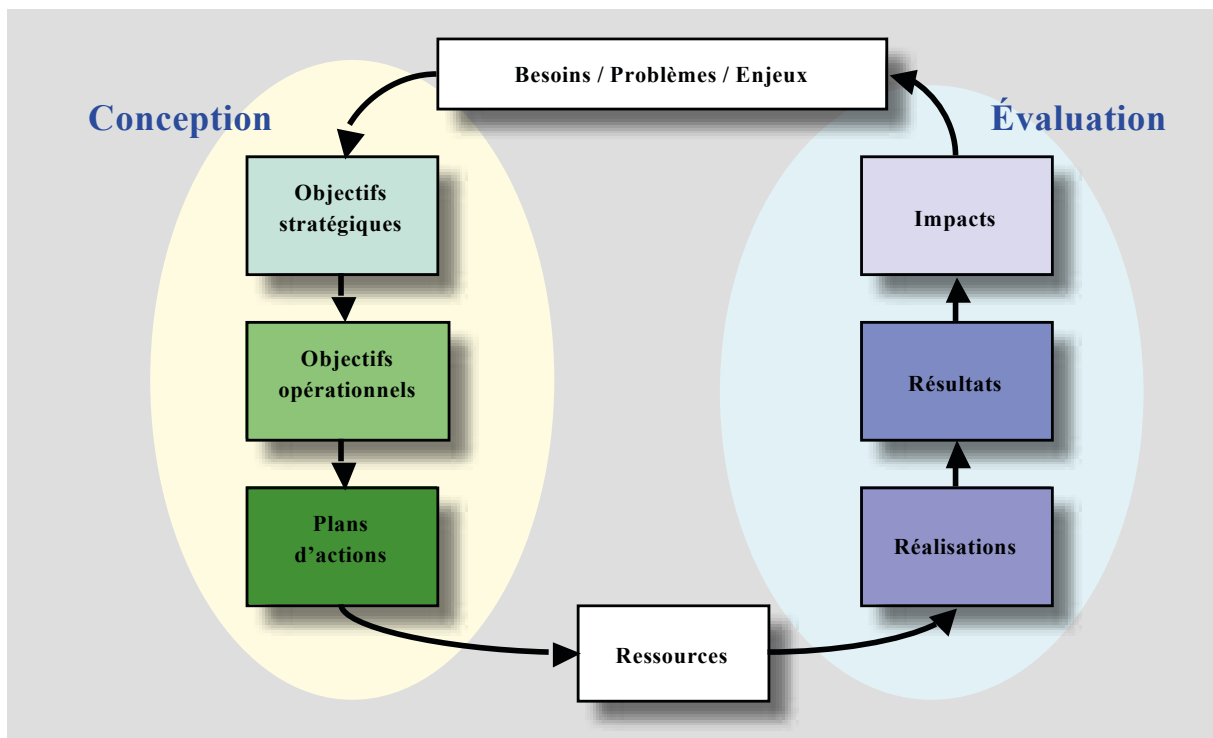 Besoins / Problèmes / Enjeux
Conception
Évaluation
Objectifs
stratégiques
Impacts
Objectifs
opérationnels
Résultats
Plans
d’actions
Réalisations
Ressources